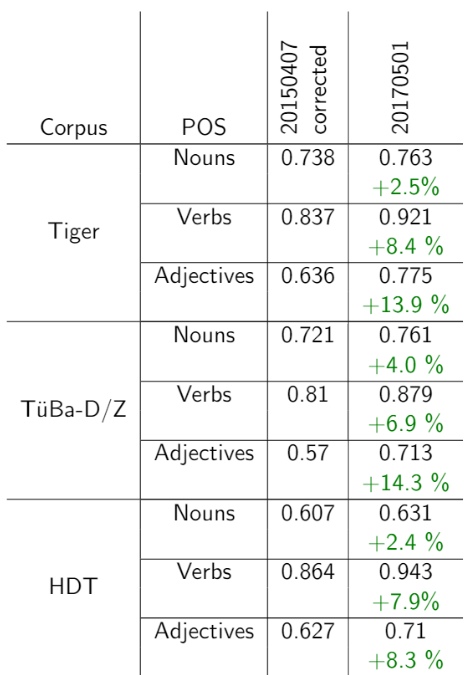 Corpus POS 20150407 corrected 20170501
Nouns 0.738 0.763
+2.5%
Tiger Verbs 0.837 0.921
+8.4 %
Adjectives 0.636 0.775
+13.9 %
Nouns 0.721 0.761
+4.0 %
TüBa-D/Z Verbs 0.81 0.879
+6.9 %
Adjectives 0.57 0.713
+14.3 %
Nouns 0.607 0.631
+2.4 %
HDT Verbs 0.864 0.943
+7.9%
Adjectives 0.627 0.71
+8.3 %